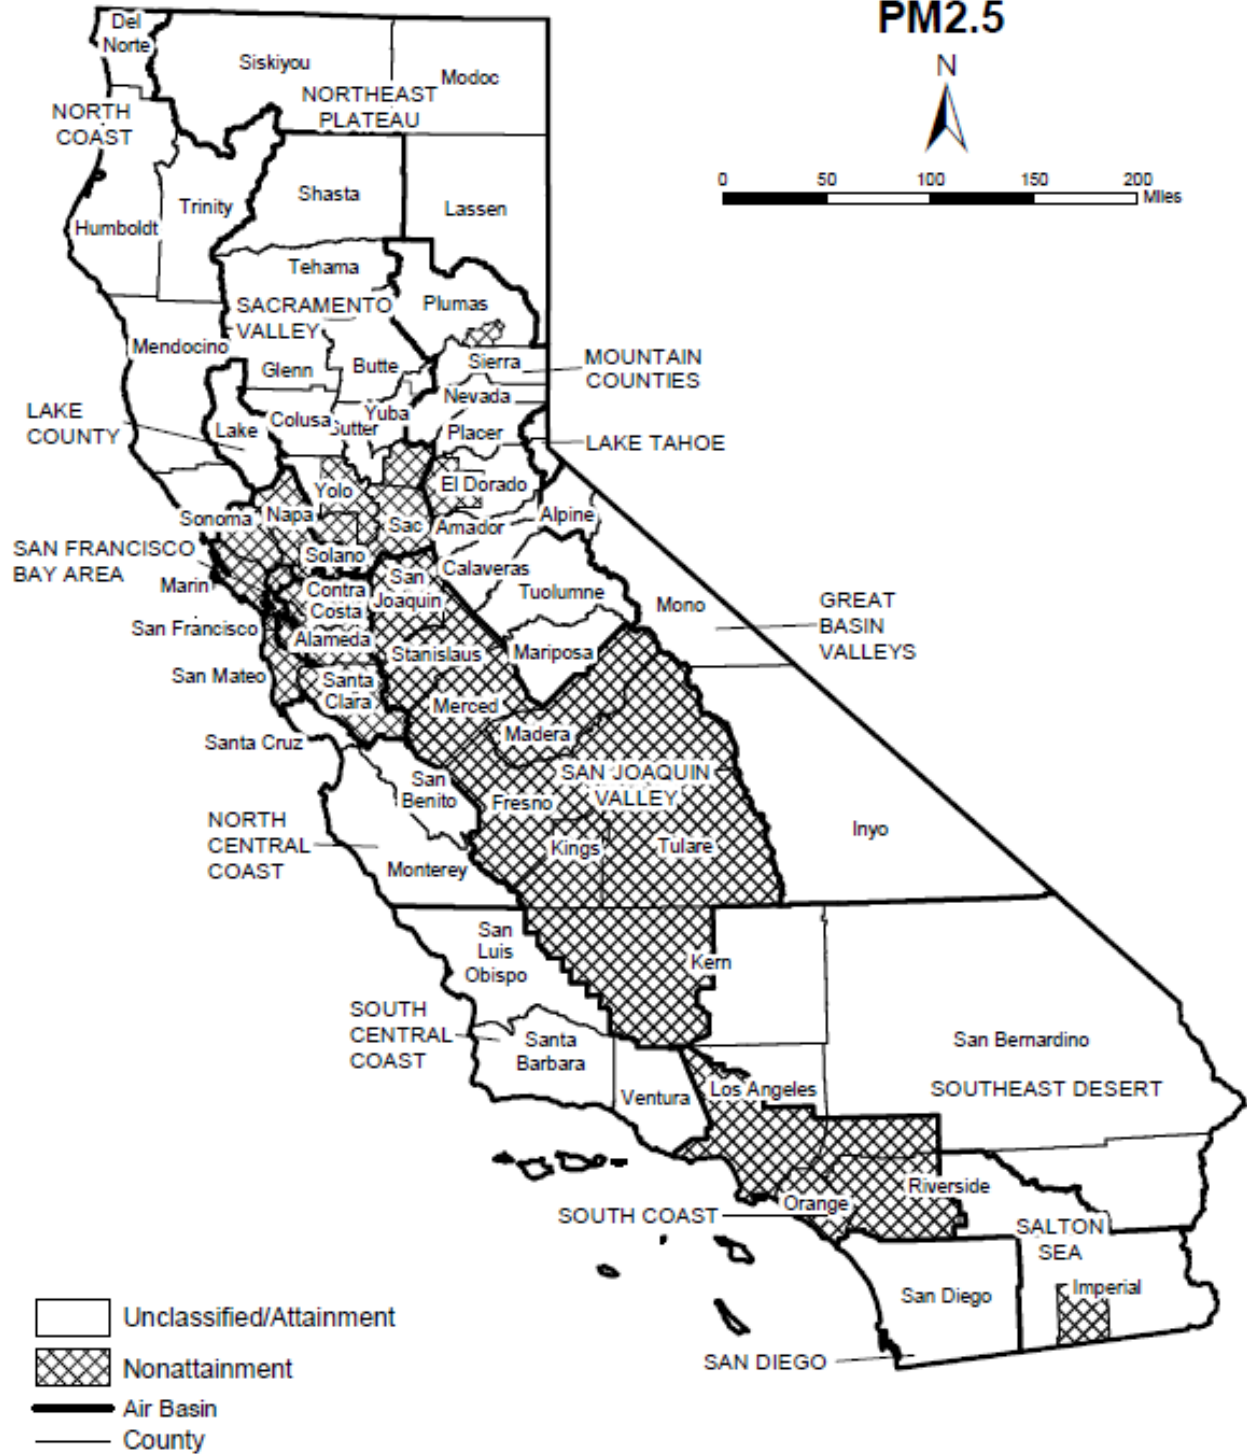 PM2.5
N
0 50 100 150 200
Miles
Del
Norte
Siskiyou
Modoc
NORTHEAST
PLATEAU
NORTH
COAST
Shasta
Trinity
Lassen
Humboldt
Tehama
SACRAMENTO
VALLEY
Plumas
Mendocino
Glenn
Butte
Sierra
MOUNTAIN
COUNTIES
Nevada
LAKE
COUNTY
Lake
Colusa
Sutter
Yuba
Placer
LAKE TAHOE
Yolo
El Dorado
Sonoma
Napa
Sac
Amador
Alpine
SAN FRANCISCO
BAY AREA
Solano
Calaveras
Marin
Contra
Costa
San
Joaquin
Tuolumne
Mono
GREAT
BASIN
VALLEYS
San Francisco
Alameda
Stanislaus
Mariposa
San Mateo
Santa
Clara
Merced
Madera
Santa Cruz
San
Benito
SAN JOAQUIN
VALLEY
Fresno
NORTH
CENTRAL
COAST
Kings
Tulare
Inyo
Monterey
San
Luis
Obispo
Kern
SOUTH
CENTRAL
COAST
Santa
Barbara
San Bernardino
Ventura
Los Angeles
SOUTHEAST DESERT
Riverside
Orange
SOUTH COAST
SALTON
SEA
San Diego
Imperial
SAN DIEGO
Unclassified/Attainment
Nonattainment
Air Basin
County